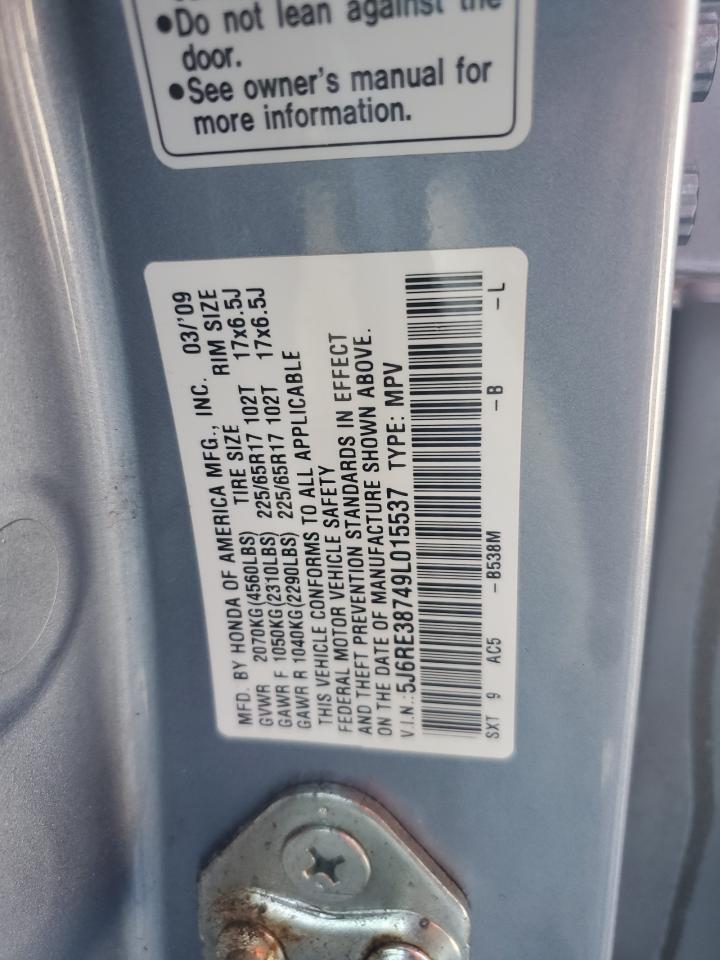 ●Do not lean against the
door.
●See owner's manual for
more information.
MFD. BY HONDA OF AMERICA MFG., INC. 03/'09
GVWR 2070KG(4560LBS) TIRE SIZE RIM SIZE
GAWR F 1050KG(2310LBS) 225/65R17 102T 17x6.5J
GAWR R 1040KG(2290LBS) 225/65R17 102T 17x6.5J
THIS VEHICLE CONFORMS TO ALL APPLICABLE
FEDERAL MOTOR VEHICLE SAFETY
AND THEFT PREVENTION STANDARDS IN EFFECT
ON THE DATE OF MANUFACTURE SHOWN ABOVE.
V.I.N.:5J6RE38749L015537 TYPE: MPV
SXT 9 AC5 -B538M -B -L